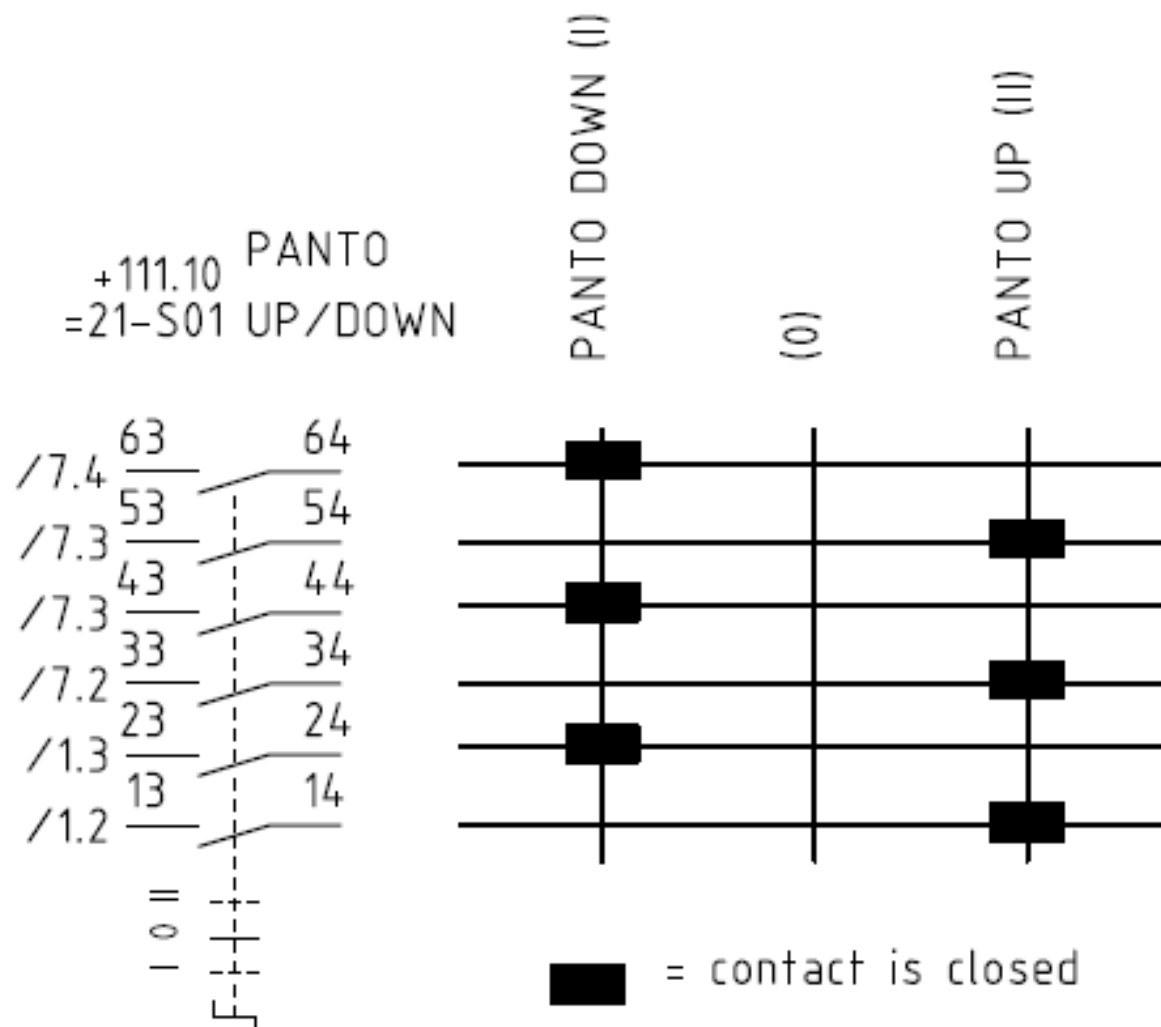 PANTO DOWN (I)
(0)
PANTO UP (II)
+111.10 PANTO
=21-S01 UP/DOWN
/7.4 63 64
/7.3 53 54
/7.3 43 44
/7.2 33 34
/1.3 23 24
/1.2 13 14
II
0
I
= contact is closed